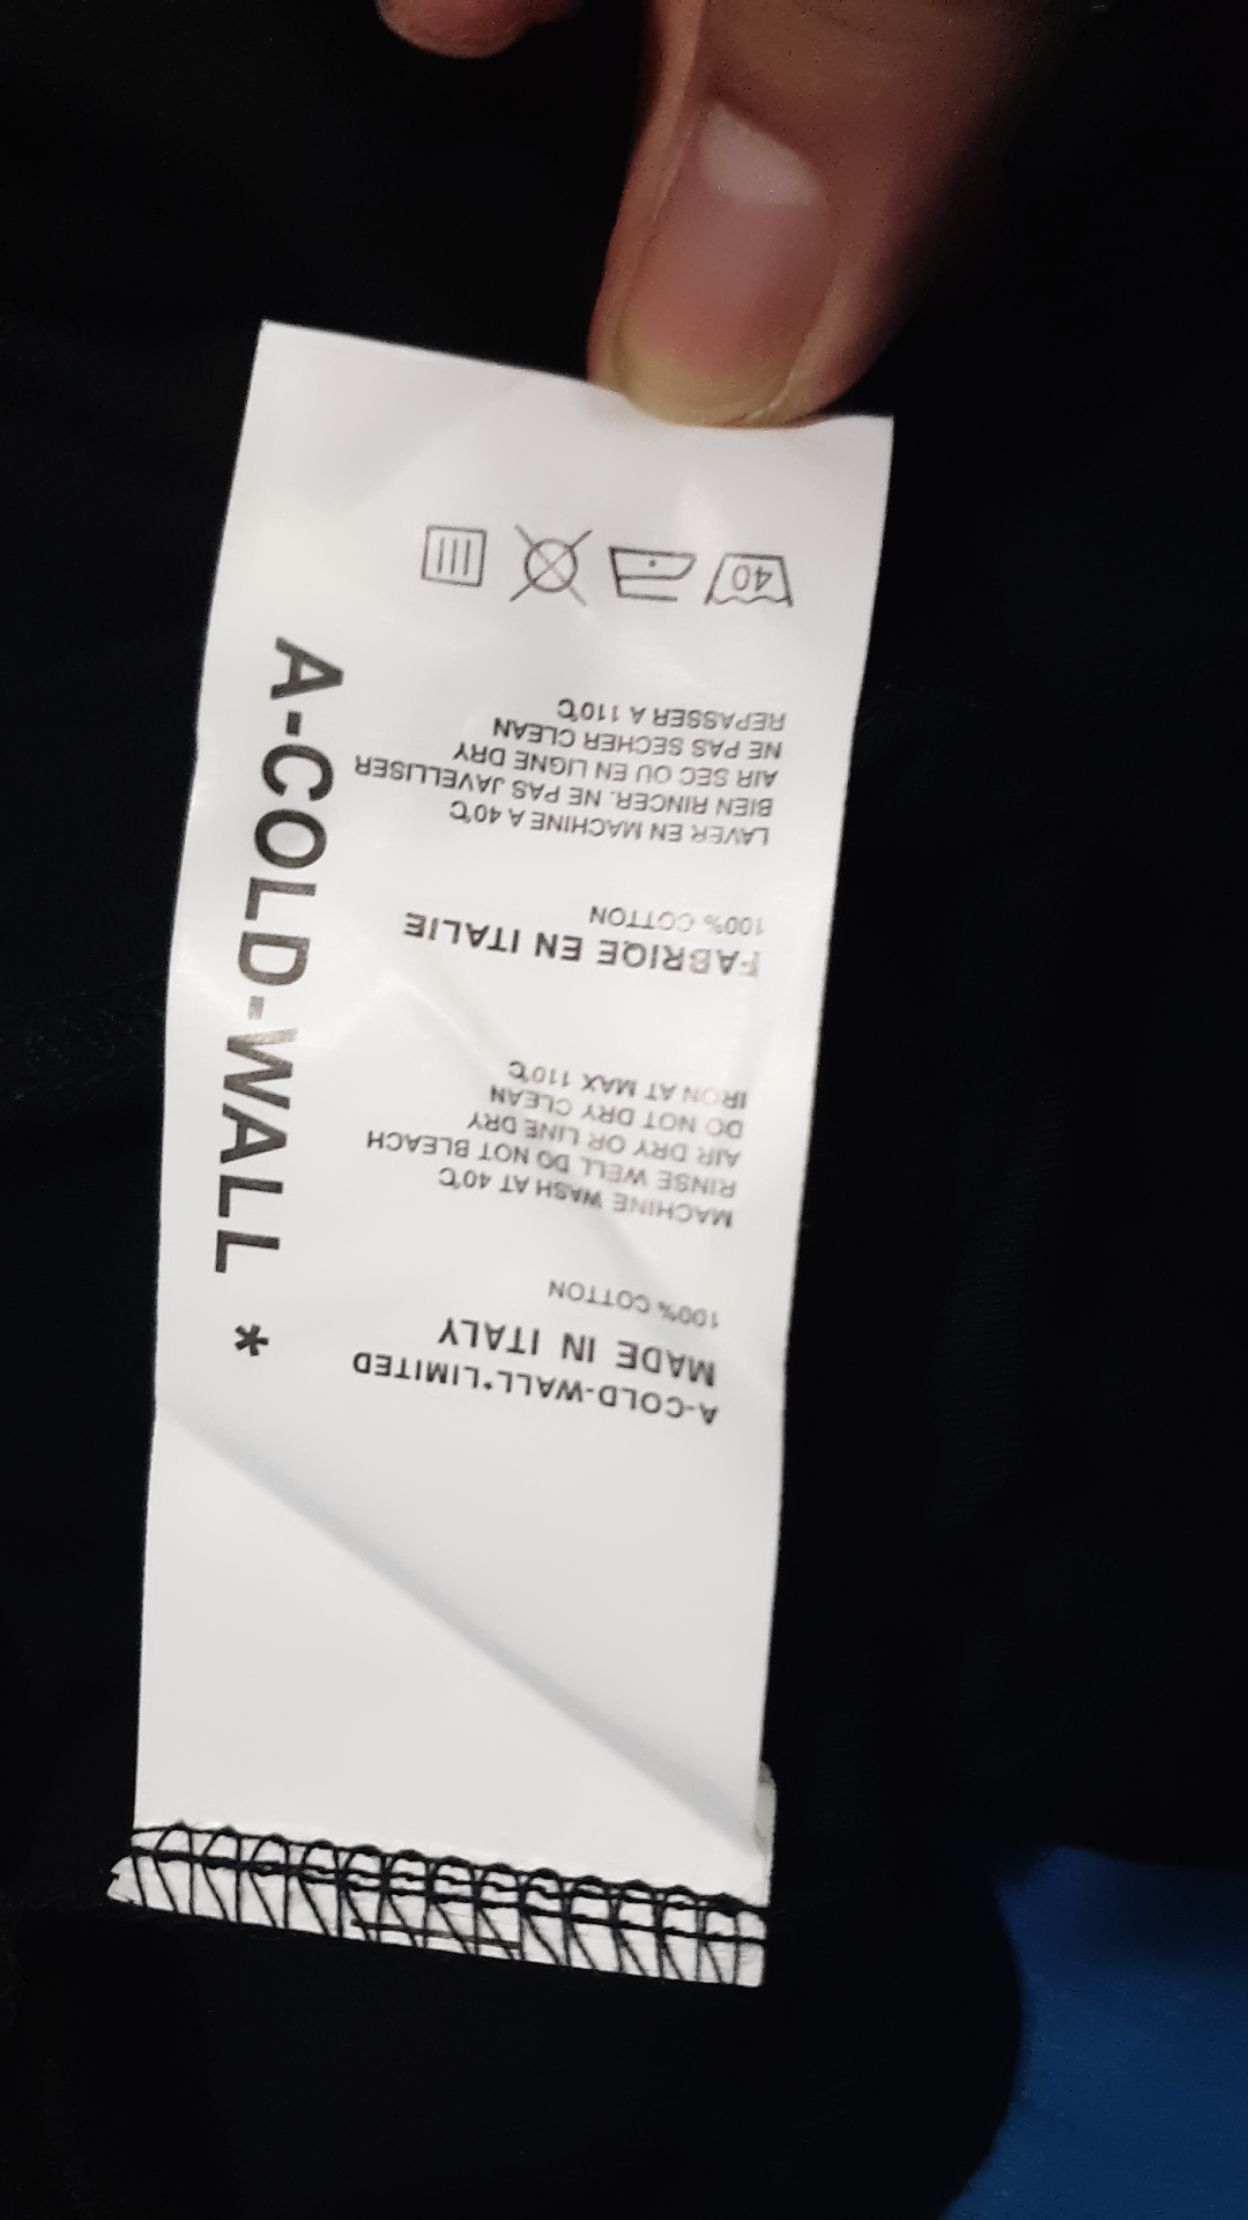 A-COLD-WALL*LIMITED
MADE IN ITALY
100% COTTON
MACHINE WASH AT 40℃
RINSE WELL DO NOT BLEACH
AIR DRY OR LINE DRY
DO NOT DRY CLEAN
IRON AT MAX 110℃
FABRIQE EN ITALIE
100% COTTON
LAVER EN MACHINE A 40℃
BIEN RINCER. NE PAS JAVELLISER
AIR SEC OU EN LIGNE DRY
NE PAS SECHER CLEAN
REPASSER A 110℃
40
A-COLD-WALL *